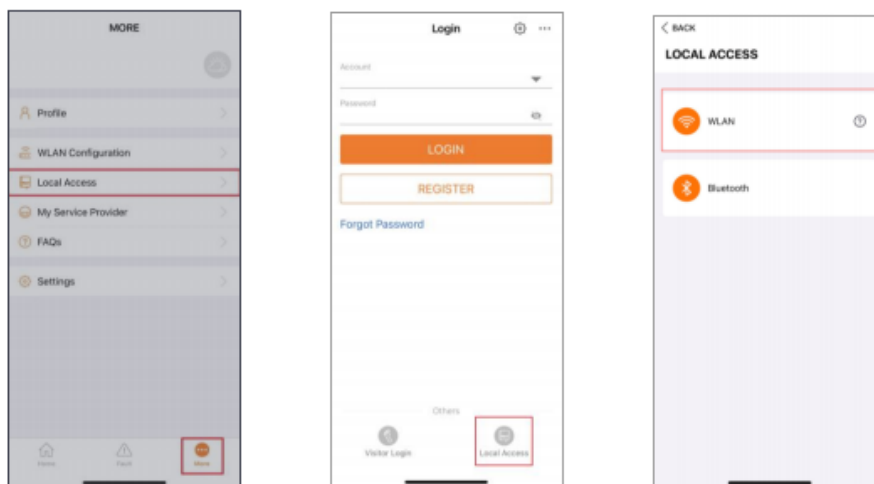 MORE
Profile
WLAN Configuration
Local Access
My Service Provider
FAQs
Settings
Home
Fault
More
Login
Account
Password
LOGIN
REGISTER
Forgot Password
Others
Visitor Login
Local Access
BACK
LOCAL ACCESS
WLAN
Bluetooth